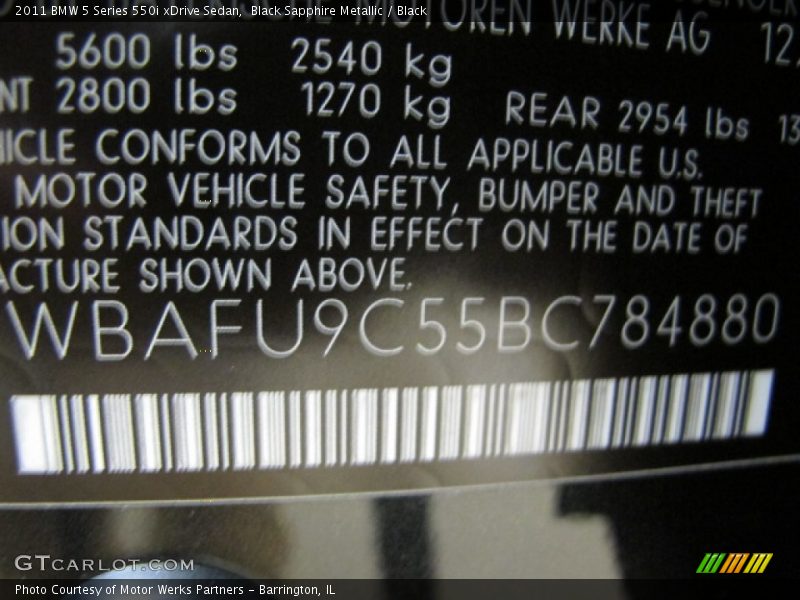 2011 BMW 5 Series 550i xDrive Sedan, Black Sapphire Metallic / Black
MOTOREN WERKE AG 12
5600 lbs 2540 kg
NT 2800 lbs 1270 kg REAR 2954 lbs 13
ICLE CONFORMS TO ALL APPLICABLE U.S.
MOTOR VEHICLE SAFETY, BUMPER AND THEFT
ION STANDARDS IN EFFECT ON THE DATE OF
ACTURE SHOWN ABOVE.
WBAFU9C55BC784880
GTCARLOT.COM
Photo Courtesy of Motor Werks Partners - Barrington, IL